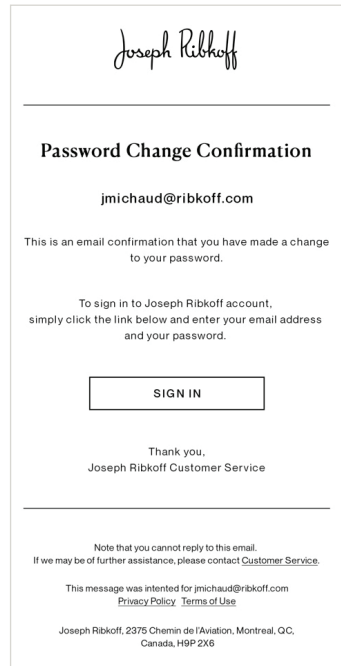 Joseph Ribkoff
Password Change Confirmation
jmichaud@ribkoff.com
This is an email confirmation that you have made a change
to your password.
To sign in to Joseph Ribkoff account,
simply click the link below and enter your email address
and your password.
SIGN IN
Thank you,
Joseph Ribkoff Customer Service
Note that you cannot reply to this email.
If we may be of further assistance, please contact Customer Service.
This message was intended for jmichaud@ribkoff.com
Privacy Policy Terms of Use
Joseph Ribkoff, 2375 Chemin de l'Aviation, Montreal, QC,
Canada, H9P 2X6